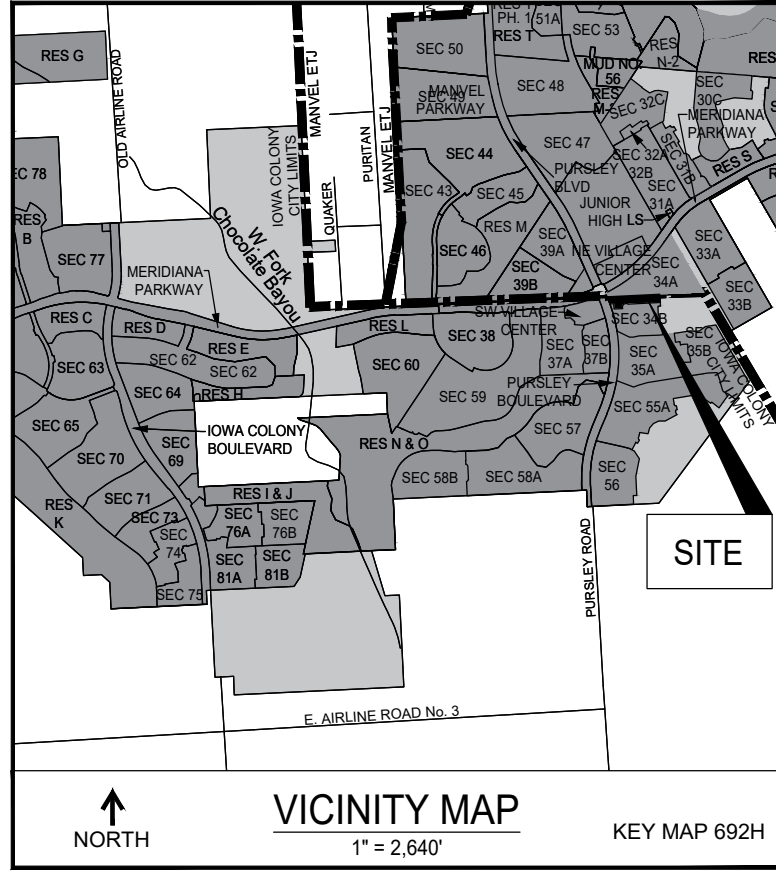 PH. 1
51A
RES T
SEC 53
RES G
SEC 50
RES
N-2
RES
MUD NO.
56
RES
M-
SEC
30C
SEC 49
MANVEL
PARKWAY
SEC 48
SEC 32C
MERIDIANA
PARKWAY
OLD AIRLINE ROAD
IOWA COLONY
CITY LIMITS
MANVEL ETJ
PURITAN
MANVEL ETJ
QUAKER
SEC 44
SEC 47
SEC 32A
32B
SEC 31B
RES S
EC 78
PURSLEY
BLVD
SEC 43
SEC 45
SEC
31A
JUNIOR
HIGH LS
RES
B
RES M
W. Fork
Chocolate Bayou
SEC
39A
SEC 46
NE VILLAGE
CENTER
SEC
33A
SEC 77
MERIDIANA
PARKWAY
SEC
39B
SEC
34A
SEC
33B
RES C
RES D
RES L
SEC 38
SW VILLAGE
CENTER
SEC 34B
RES E
SEC 62
SEC 62
SEC 63
SEC 60
SEC
37A
SEC
37B
SEC
35A
SEC
35B
IOWA COLONY
CITY LIMITS
SEC 64
RES H
SEC 59
PURSLEY
BOULEVARD
SEC 55A
SEC 65
IOWA COLONY
BOULEVARD
SEC
69
RES N & O
SEC 57
SEC 70
SEC 58B
SEC 58A
SEC
56
SEC 71
RES I & J
RES
K
SEC 73
SEC
76A
SEC
76B
SEC
74
SEC
81A
SEC
81B
SEC 75
PURSLEY ROAD
SITE
E. AIRLINE ROAD No. 3
NORTH
VICINITY MAP
1" = 2,640'
KEY MAP 692H